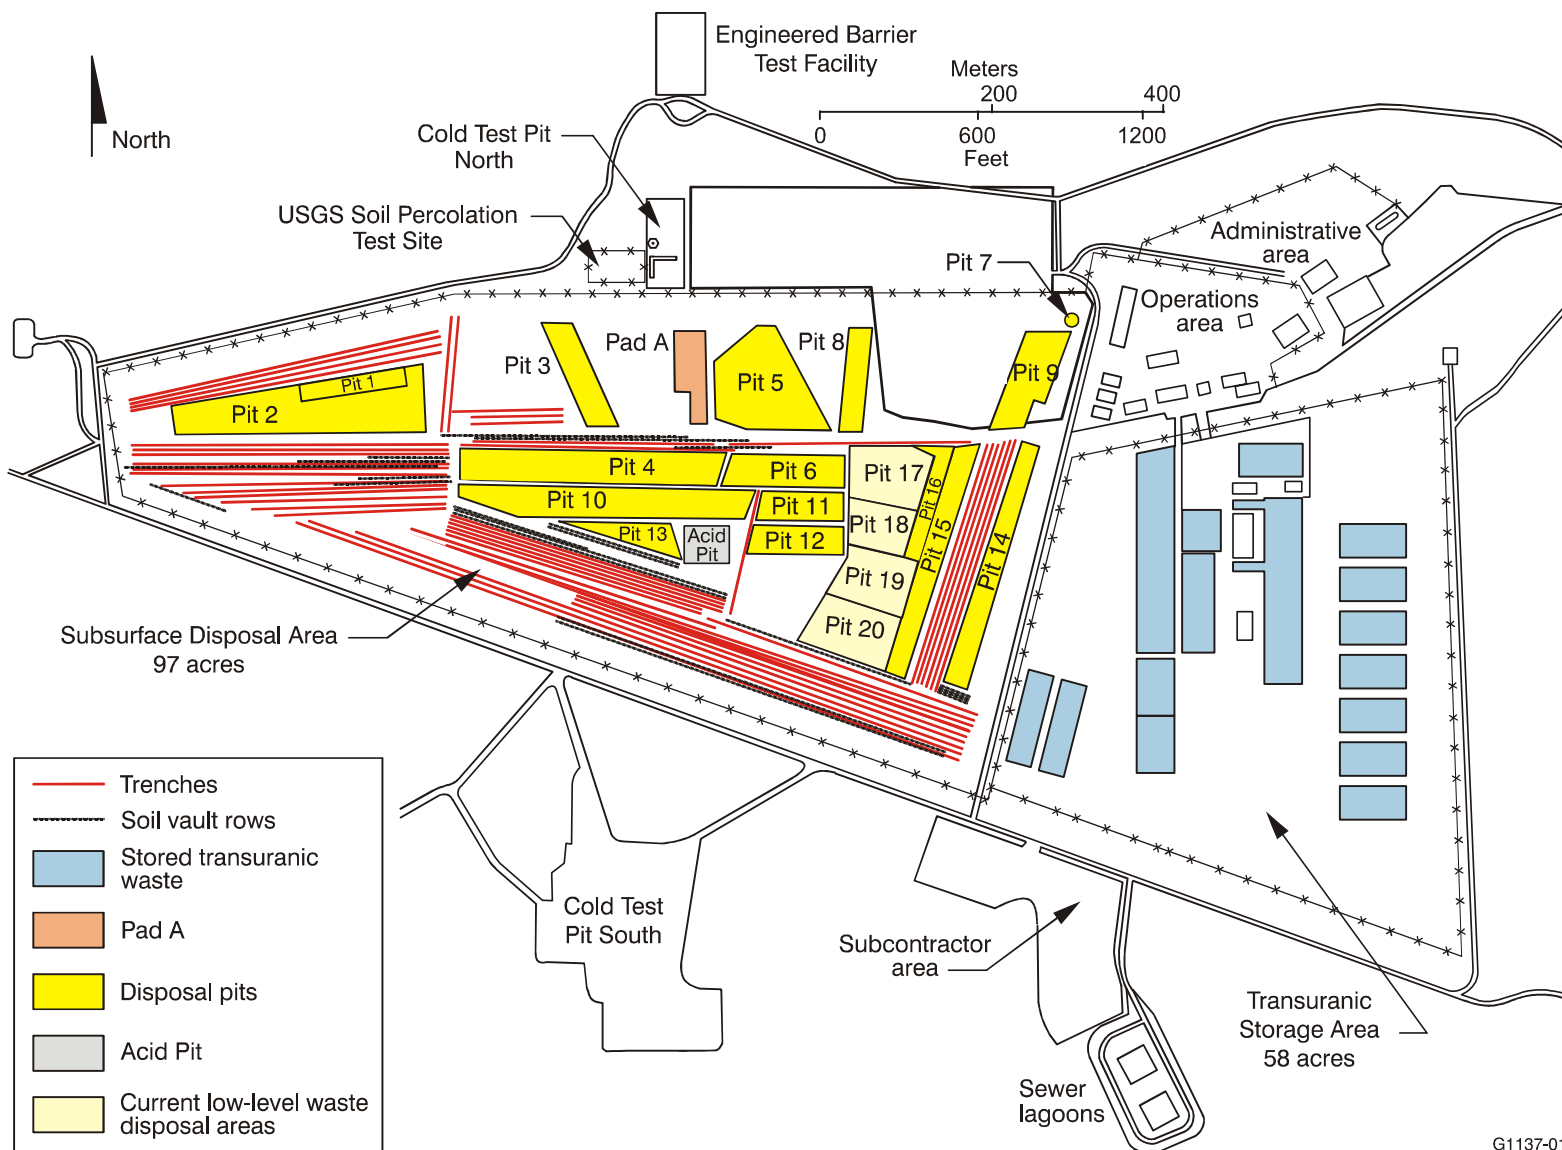 Engineered Barrier
Test Facility
Meters
200
400
0
600
1200
Feet
North
Cold Test Pit
North
USGS Soil Percolation
Test Site
Administrative
area
Pit 7
Operations
area
Pit 3
Pad A
Pit 8
Pit 5
Pit 9
Pit 1
Pit 2
Pit 4
Pit 6
Pit 17
Pit 16
Pit 10
Pit 11
Pit 18
Pit 15
Pit 14
Pit 13
Acid
Pit
Pit 12
Pit 19
Pit 20
Subsurface Disposal Area
97 acres
Trenches
Soil vault rows
Stored transuranic
waste
Pad A
Disposal pits
Acid Pit
Current low-level waste
disposal areas
Cold Test
Pit South
Subcontractor
area
Transuranic
Storage Area
58 acres
Sewer
lagoons
G1137-01